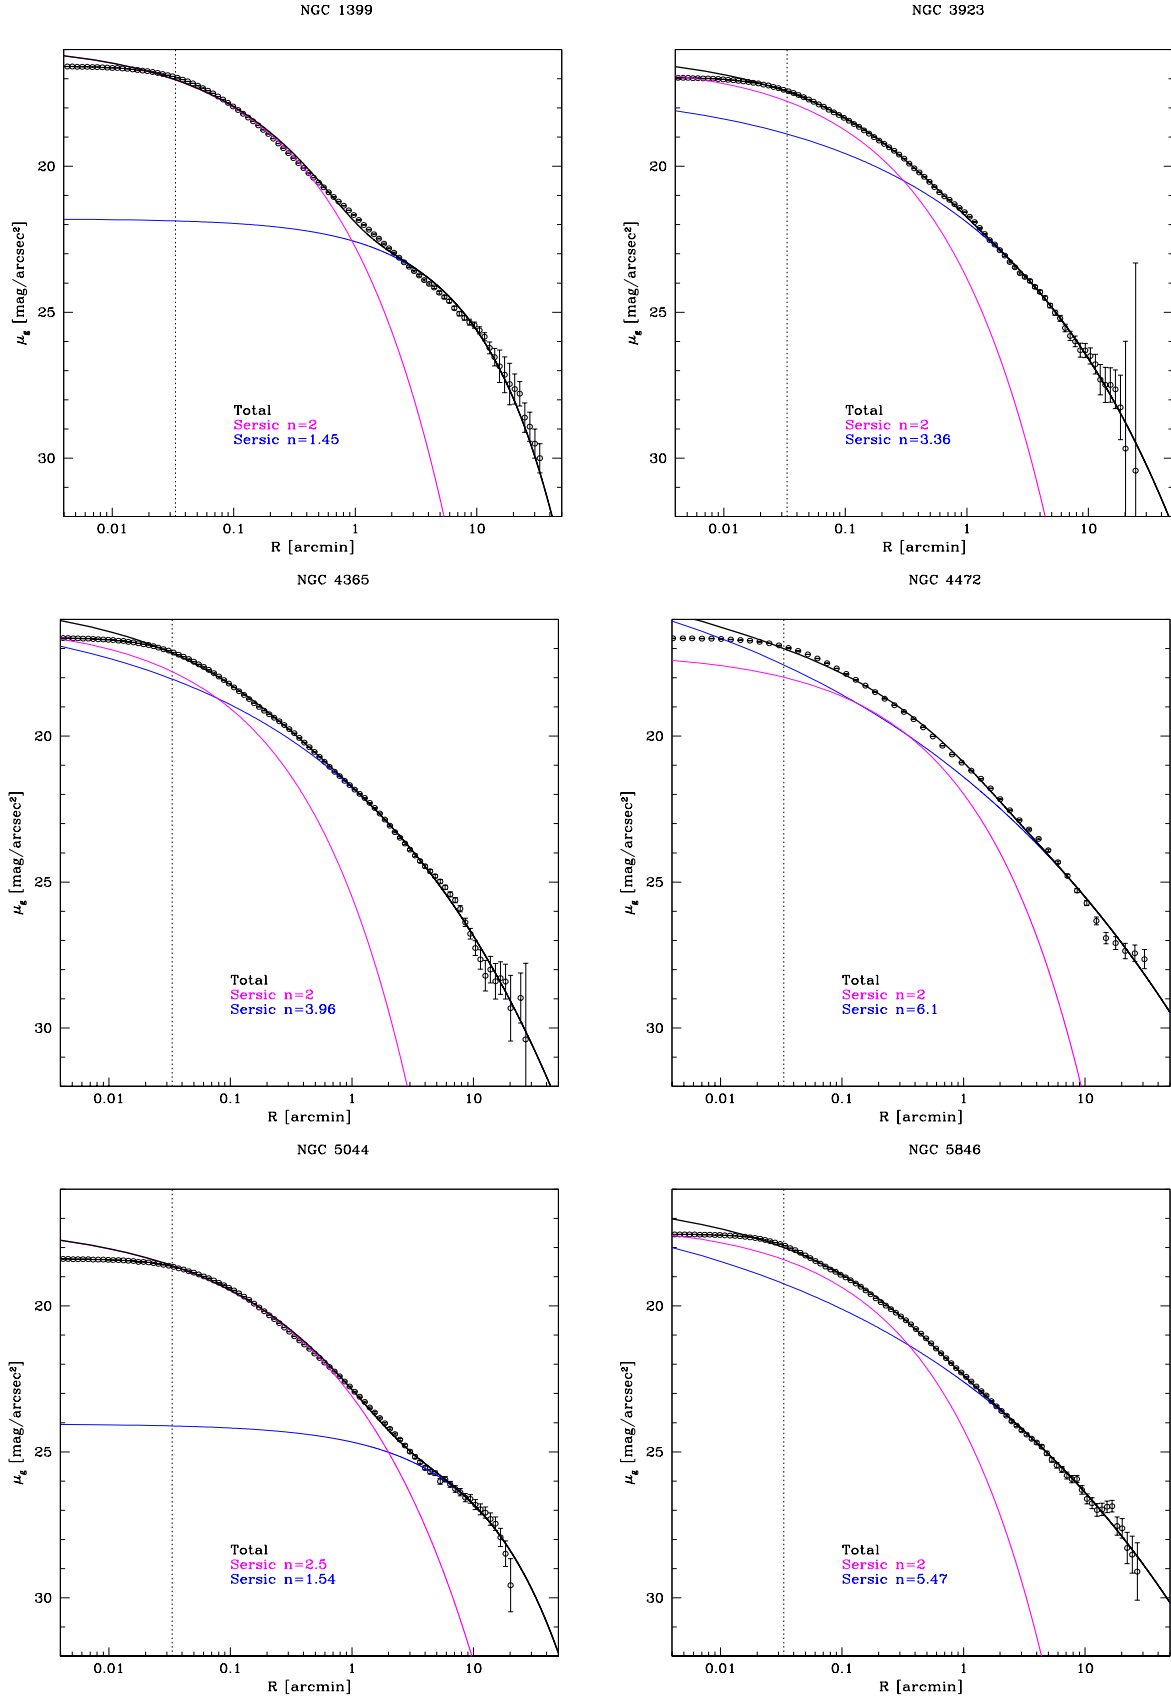 NGC 1399
NGC 3923
20
25
30
μg [mag/arcsec²]
Total
Sersic n=2
Sersic n=1.45
0.01 0.1 1 10
R [arcmin]
20
25
30
μg [mag/arcsec²]
Total
Sersic n=2
Sersic n=3.36
0.01 0.1 1 10
R [arcmin]
NGC 4365
NGC 4472
20
25
30
μg [mag/arcsec²]
Total
Sersic n=2
Sersic n=3.96
0.01 0.1 1 10
R [arcmin]
20
25
30
μg [mag/arcsec²]
Total
Sersic n=2
Sersic n=6.1
0.01 0.1 1 10
R [arcmin]
NGC 5044
NGC 5846
20
25
30
μg [mag/arcsec²]
Total
Sersic n=2.5
Sersic n=1.54
0.01 0.1 1 10
R [arcmin]
20
25
30
μg [mag/arcsec²]
Total
Sersic n=2
Sersic n=5.47
0.01 0.1 1 10
R [arcmin]